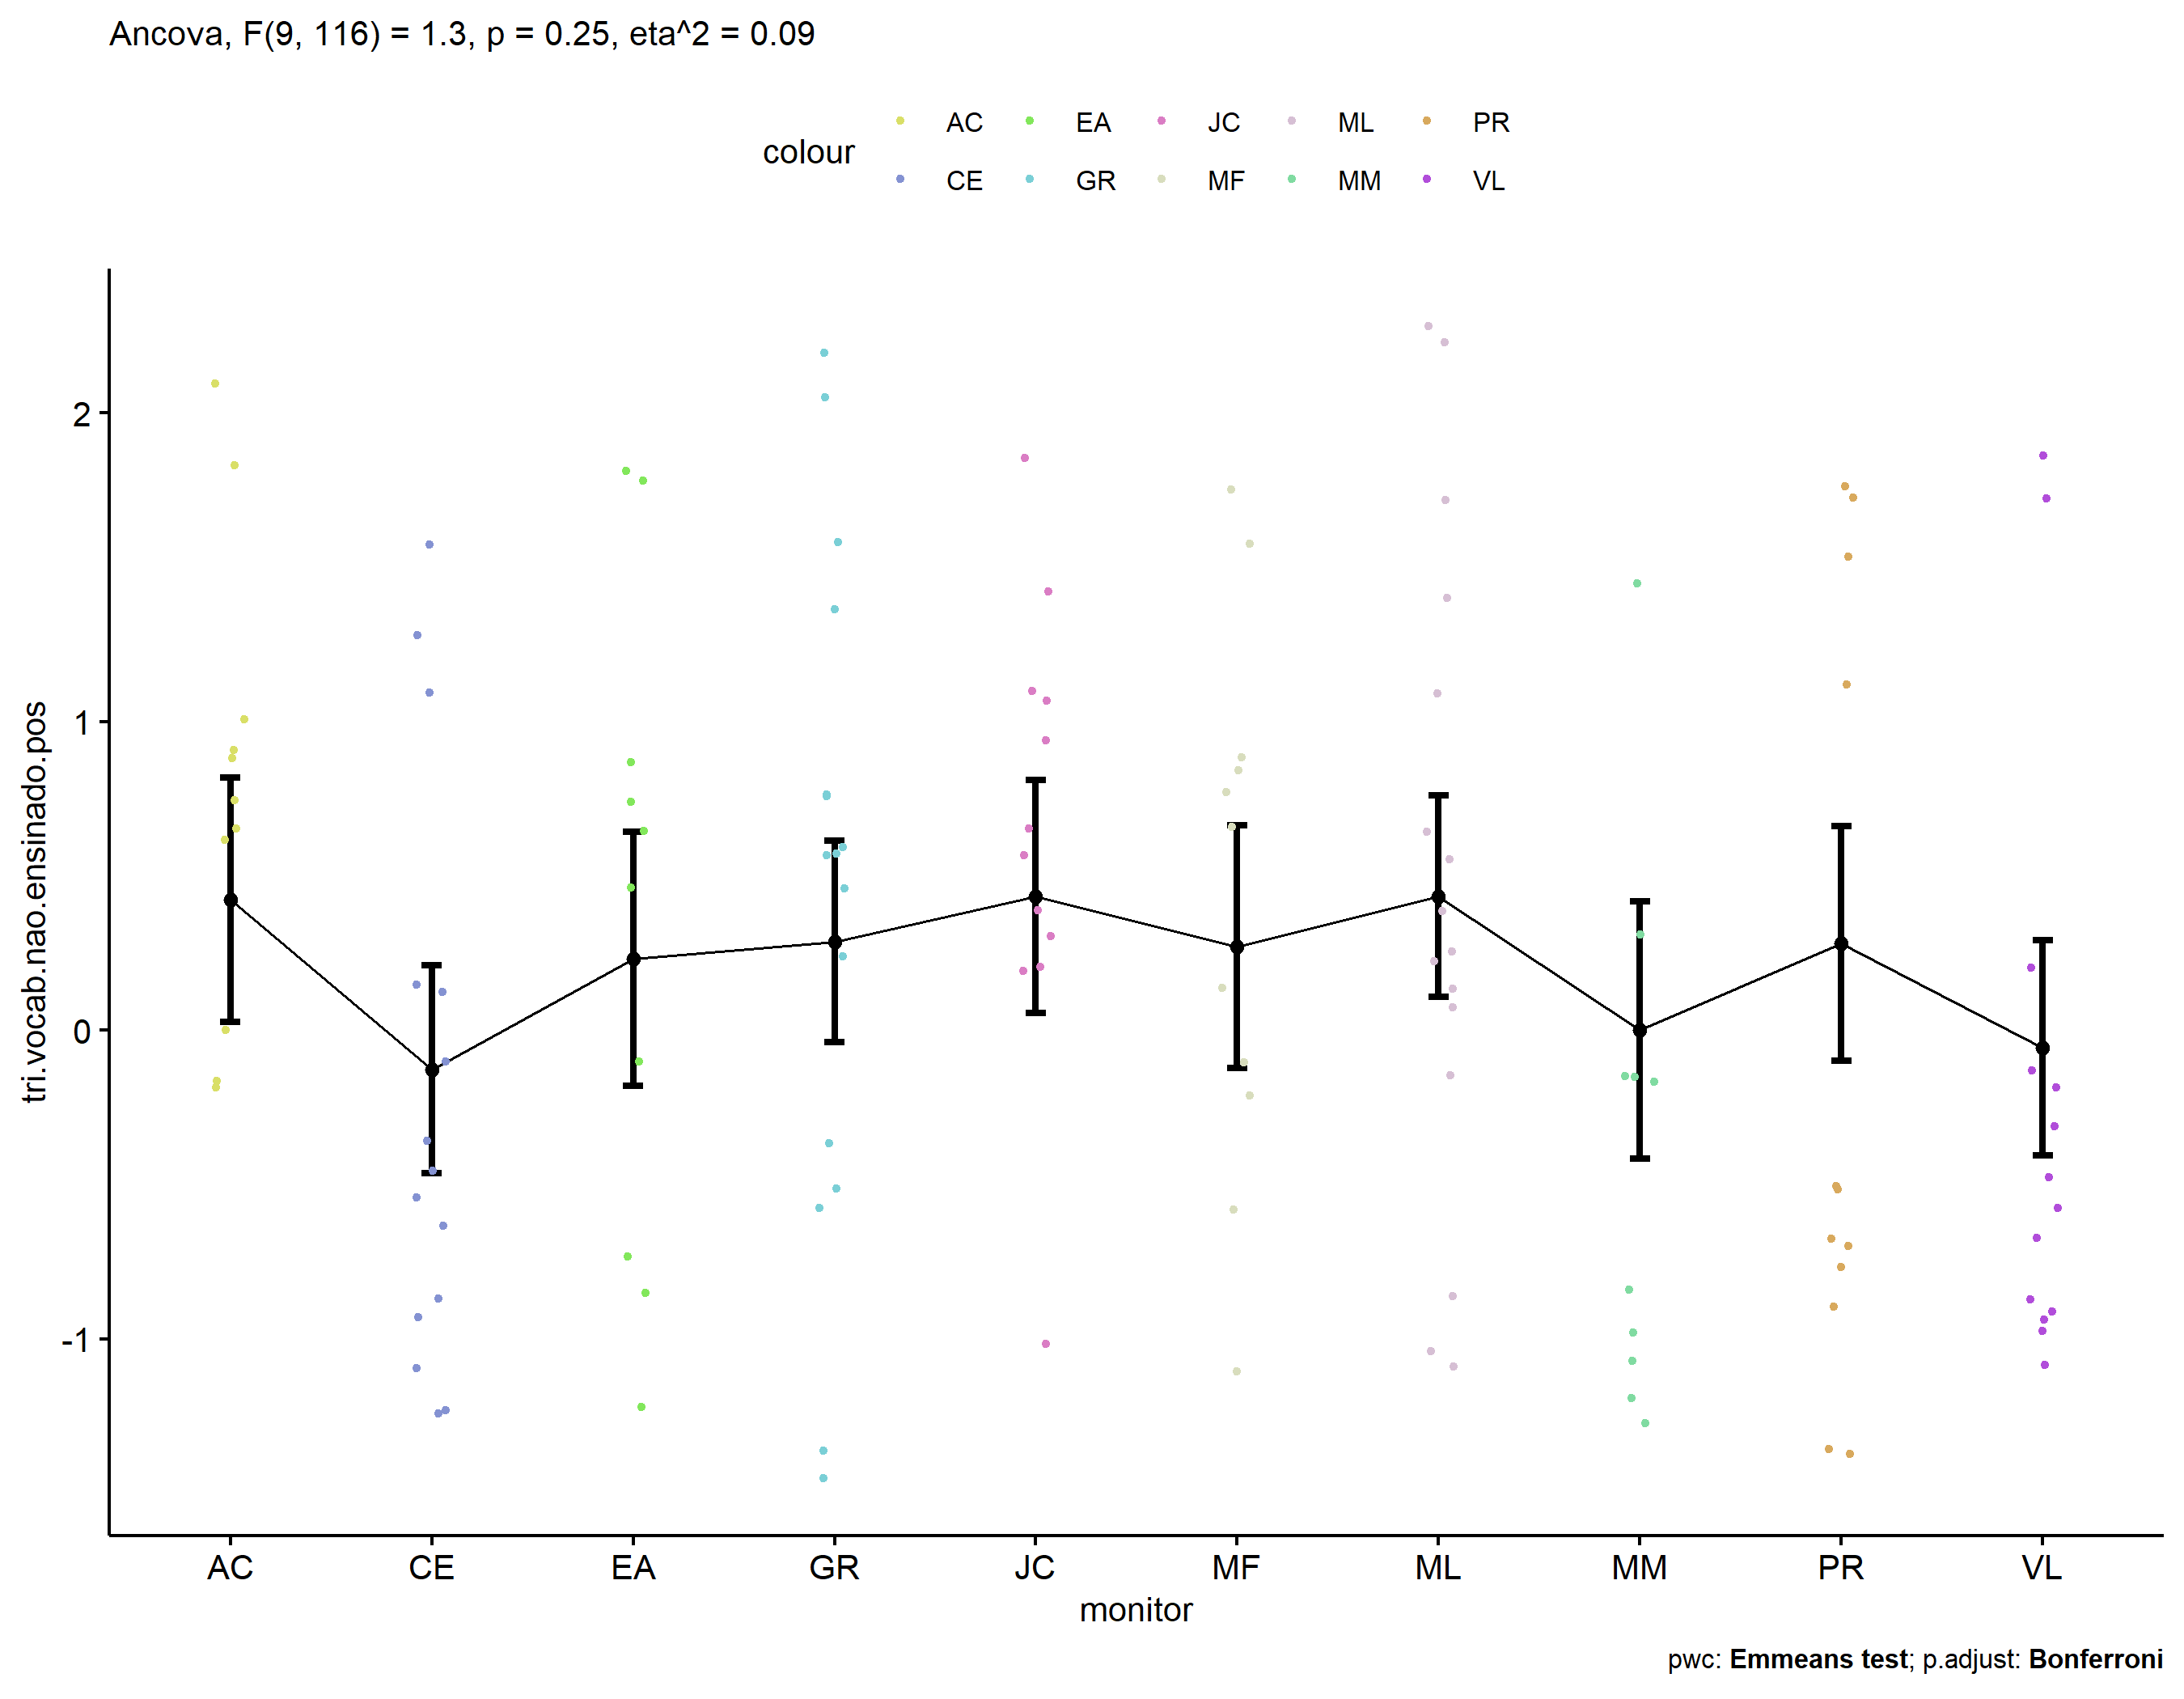 Ancova, F(9, 116) = 1.3, p = 0.25, eta^2 = 0.09
colour
AC EA JC ML PR
CE GR MF MM VL
tri.vocab.nao.ensinado.pos
2
1
0
-1
AC CE EA GR JC MF ML MM PR VL
monitor
pwc: Emmeans test; p.adjust: Bonferroni